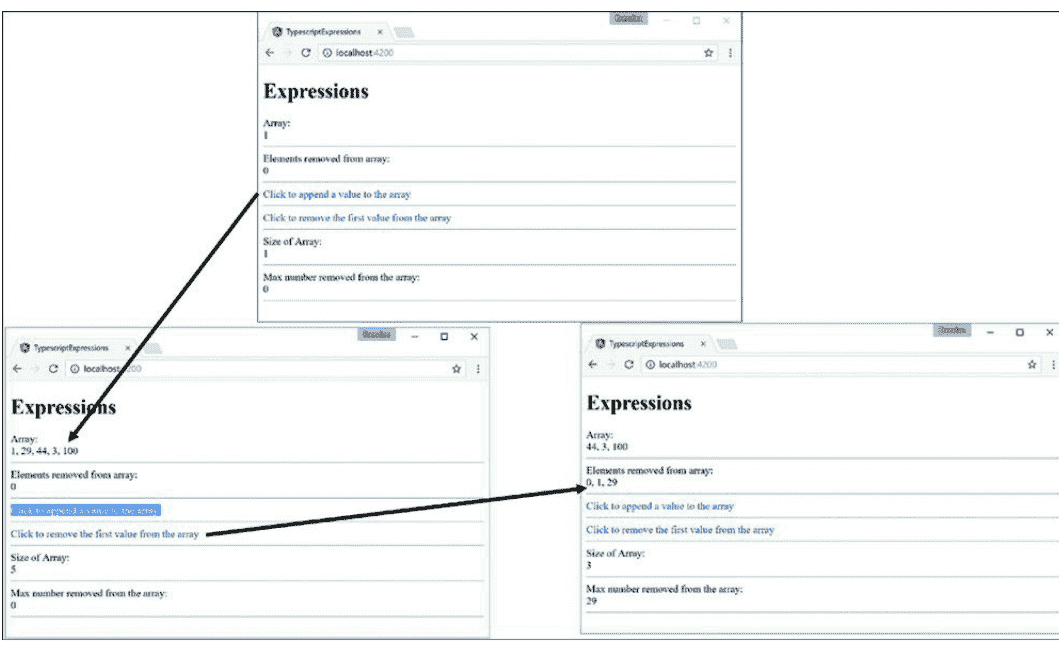 TypescriptExpressions
localhost:4200
Expressions
Array:
1
Elements removed from array:
0
Click to append a value to the array
Click to remove the first value from the array
Size of Array:
1
Max number removed from the array:
0
TypescriptExpressions
localhost:4200
Expressions
Array:
1, 29, 44, 3, 100
Elements removed from array:
0
Click to append a value to the array
Click to remove the first value from the array
Size of Array:
5
Max number removed from the array:
0
TypescriptExpressions
localhost:4200
Expressions
Array:
44, 3, 100
Elements removed from array:
0, 1, 29
Click to append a value to the array
Click to remove the first value from the array
Size of Array:
3
Max number removed from the array:
29